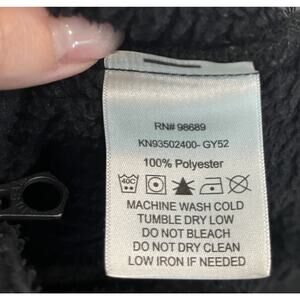 RN# 98689
KN93502400- GY52
100% Polyester
40C
MACHINE WASH COLD
TUMBLE DRY LOW
DO NOT BLEACH
DO NOT DRY CLEAN
LOW IRON IF NEEDED